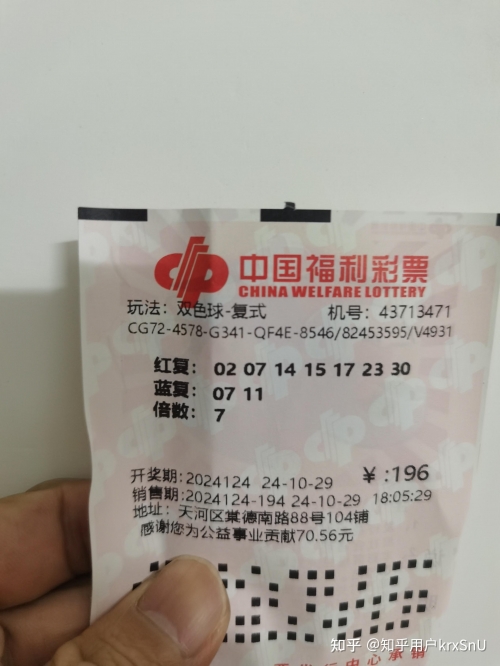 中国福利彩票
CHINA WELFARE LOTTERY
玩法：双色球-复式 机号：43713471
CG72-4578-G341-QF4E-8546/82453595/V4931
红复：02 07 14 15 17 23 30
蓝复：07 11
倍数：7
开奖期：2024124 24-10-29 ￥:196
销售期：2024124-194 24-10-29 18:05:29
地址：天河区棠德南路88号104铺
感谢您为公益事业贡献70.56元
中心承销
知乎 @知乎用户krxSnU